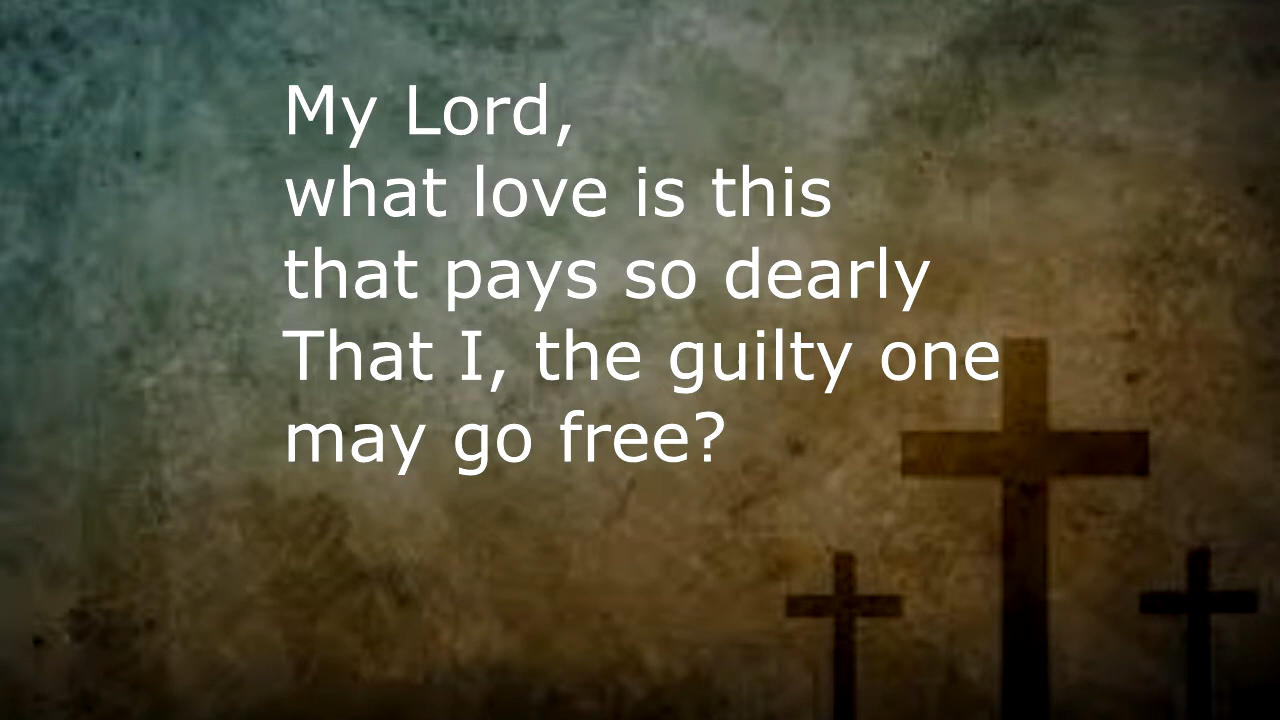 My Lord,
what love is this
that pays so dearly
That I, the guilty one
may go free?